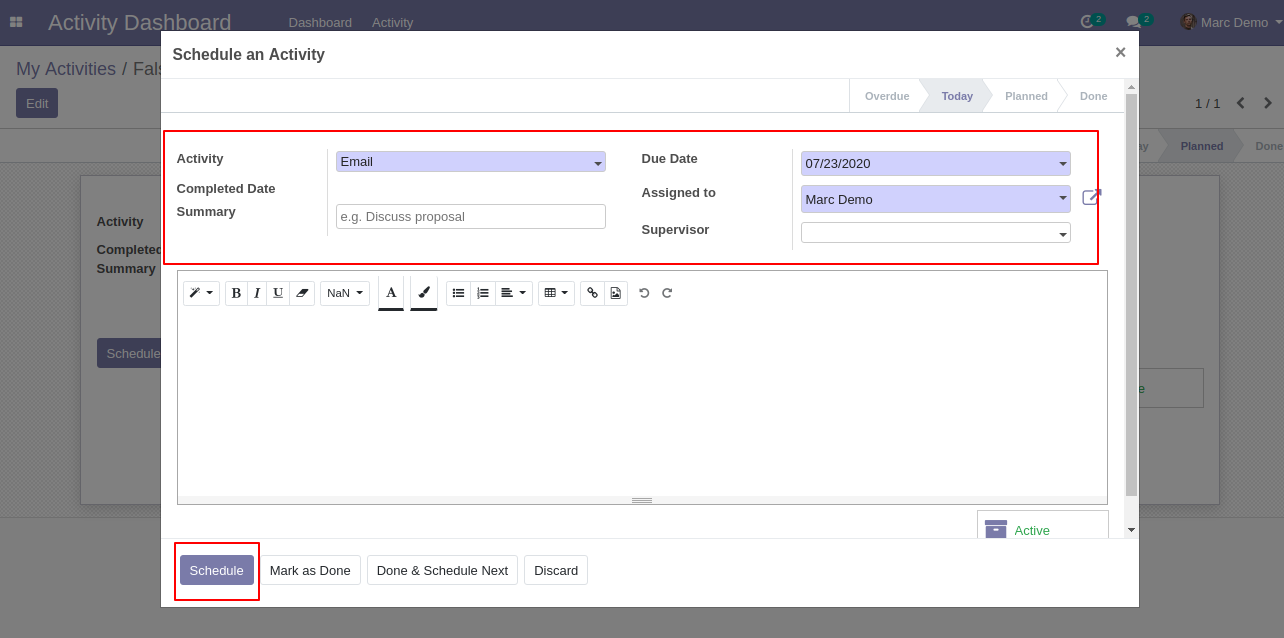 Activity Dashboard Dashboard Activity 2 2 Marc Demo
Schedule an Activity ×
My Activities / Fals
Overdue Today Planned Done
Edit
1 / 1
ay Planned Done
Activity Email Due Date 07/23/2020
Completed Date Assigned to Marc Demo
Summary e.g. Discuss proposal Supervisor
Activity
Completed
Summary
B I U NaN A
Schedule
e
Active
Schedule Mark as Done Done & Schedule Next Discard